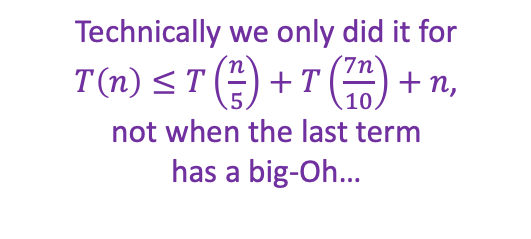 Technically we only did it for
T(n) ≤ T(n/5) + T(7n/10) + n,
not when the last term
has a big-Oh...